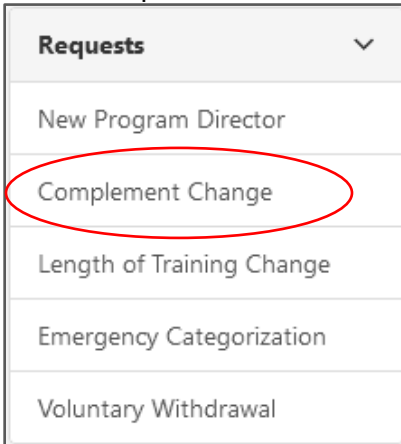 Requests
New Program Director
Complement Change
Length of Training Change
Emergency Categorization
Voluntary Withdrawal